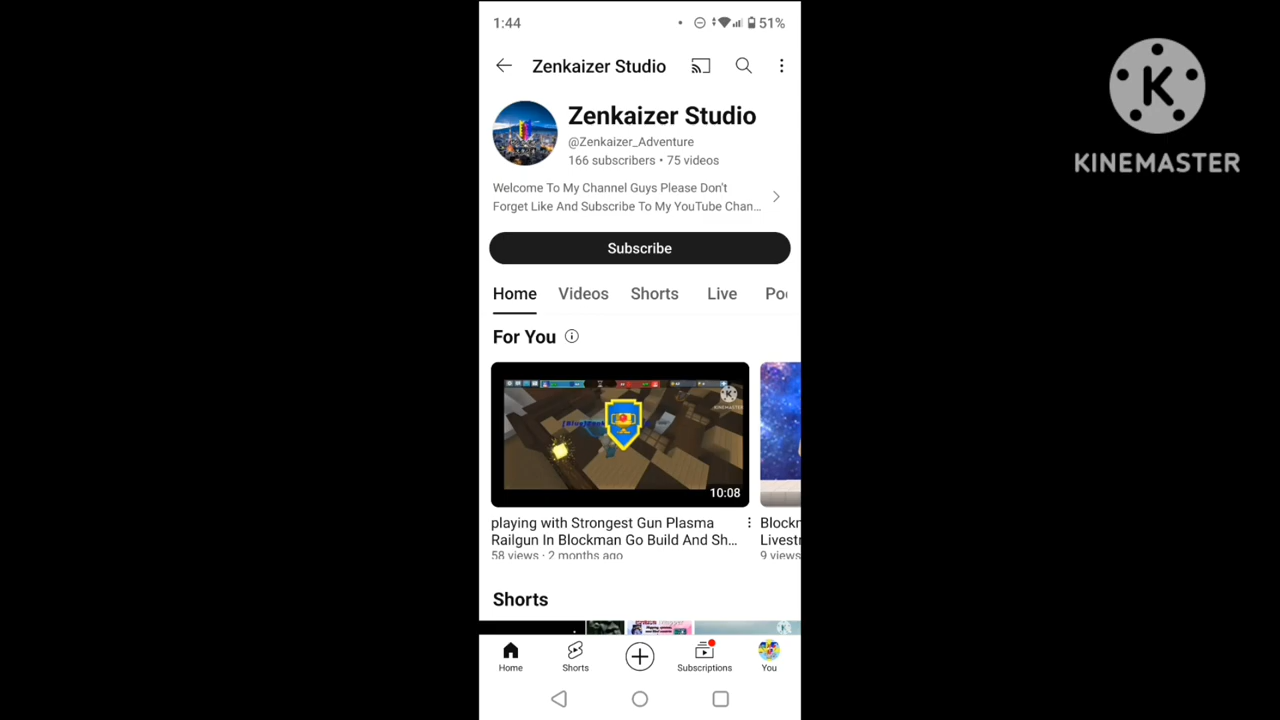 1:44
51%
Zenkaizer Studio
K
KINEMASTER
Zenkaizer Studio
@Zenkaizer_Adventure
166 subscribers • 75 videos
Welcome To My Channel Guys Please Don't
Forget Like And Subscribe To My YouTube Chan...
Subscribe
Home Videos Shorts Live
For You
10:08
playing with Strongest Gun Plasma
Railgun In Blockman Go Build And Sh...
58 views · 2 months ago
9 views
Shorts
Home Shorts Subscriptions You